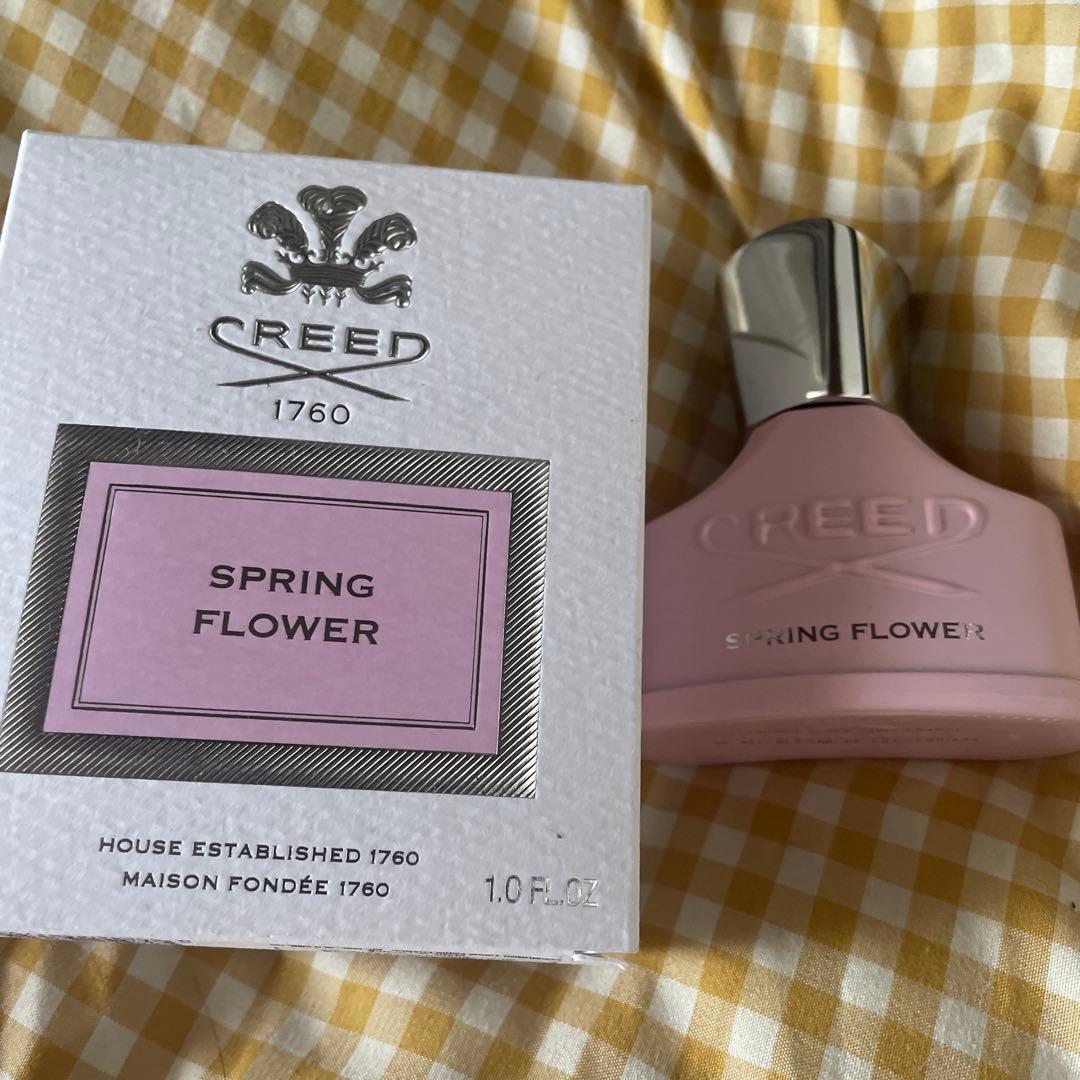 CREED
1760
SPRING
FLOWER
HOUSE ESTABLISHED 1760
MAISON FONDÉE 1760
1.0 FL.OZ
CREED
SPRING FLOWER